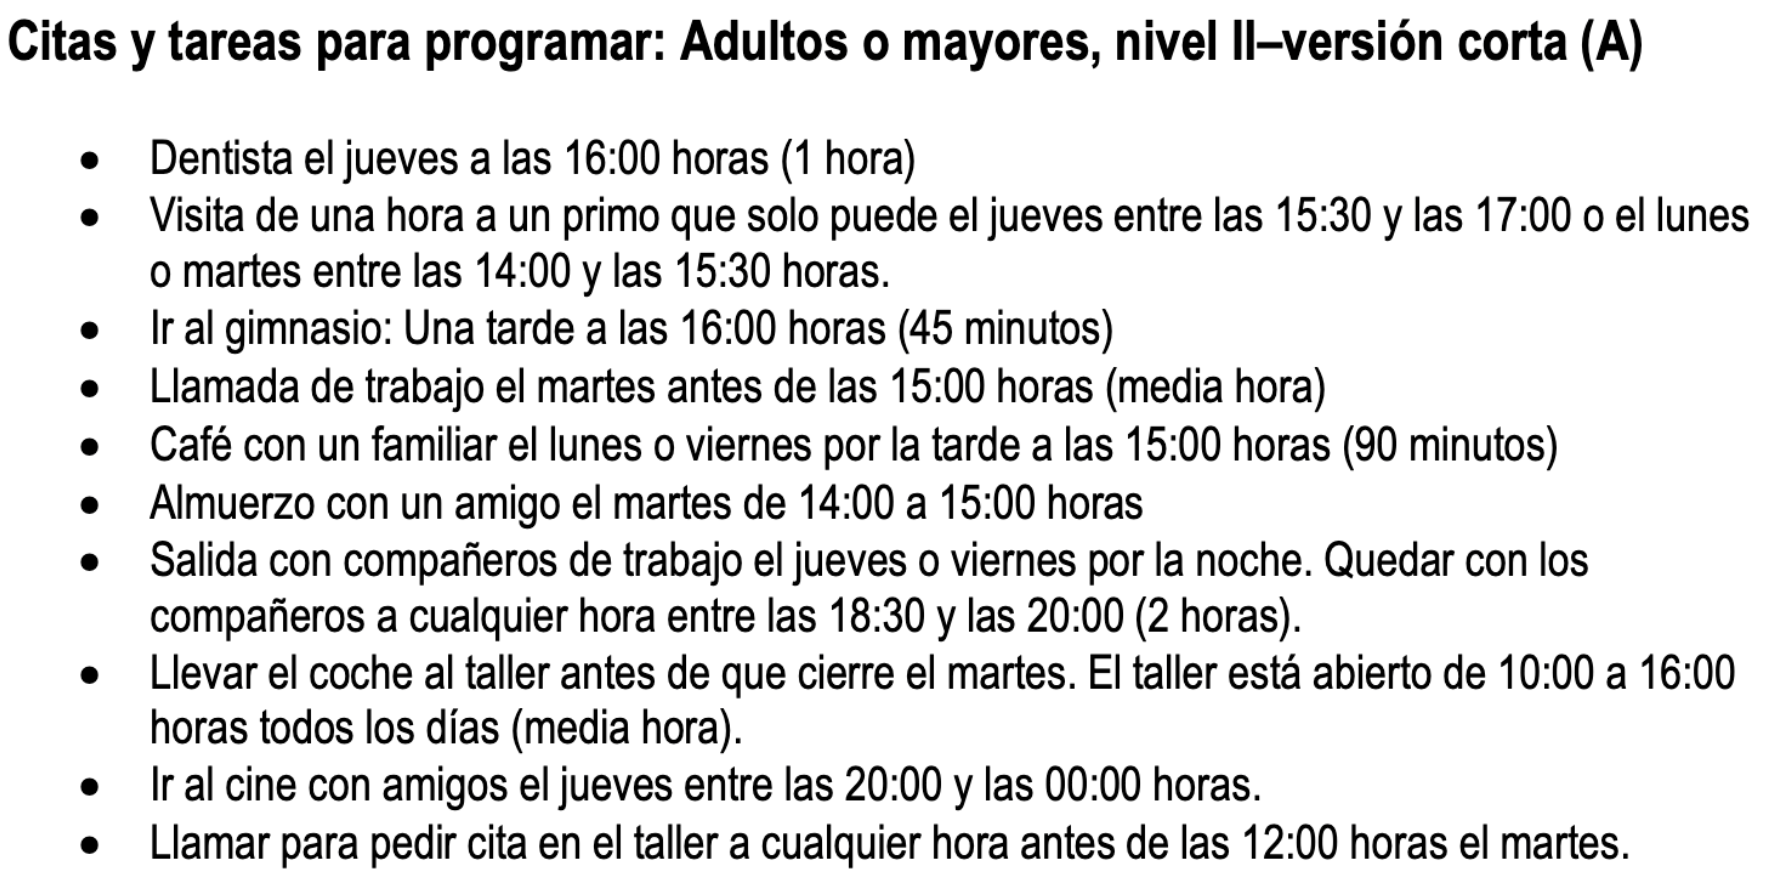 Citas y tareas para programar: Adultos o mayores, nivel II–versión corta (A)
• Dentista el jueves a las 16:00 horas (1 hora)
• Visita de una hora a un primo que solo puede el jueves entre las 15:30 y las 17:00 o el lunes
o martes entre las 14:00 y las 15:30 horas.
• Ir al gimnasio: Una tarde a las 16:00 horas (45 minutos)
• Llamada de trabajo el martes antes de las 15:00 horas (media hora)
• Café con un familiar el lunes o viernes por la tarde a las 15:00 horas (90 minutos)
• Almuerzo con un amigo el martes de 14:00 a 15:00 horas
• Salida con compañeros de trabajo el jueves o viernes por la noche. Quedar con los
compañeros a cualquier hora entre las 18:30 y las 20:00 (2 horas).
• Llevar el coche al taller antes de que cierre el martes. El taller está abierto de 10:00 a 16:00
horas todos los días (media hora).
• Ir al cine con amigos el jueves entre las 20:00 y las 00:00 horas.
• Llamar para pedir cita en el taller a cualquier hora antes de las 12:00 horas el martes.